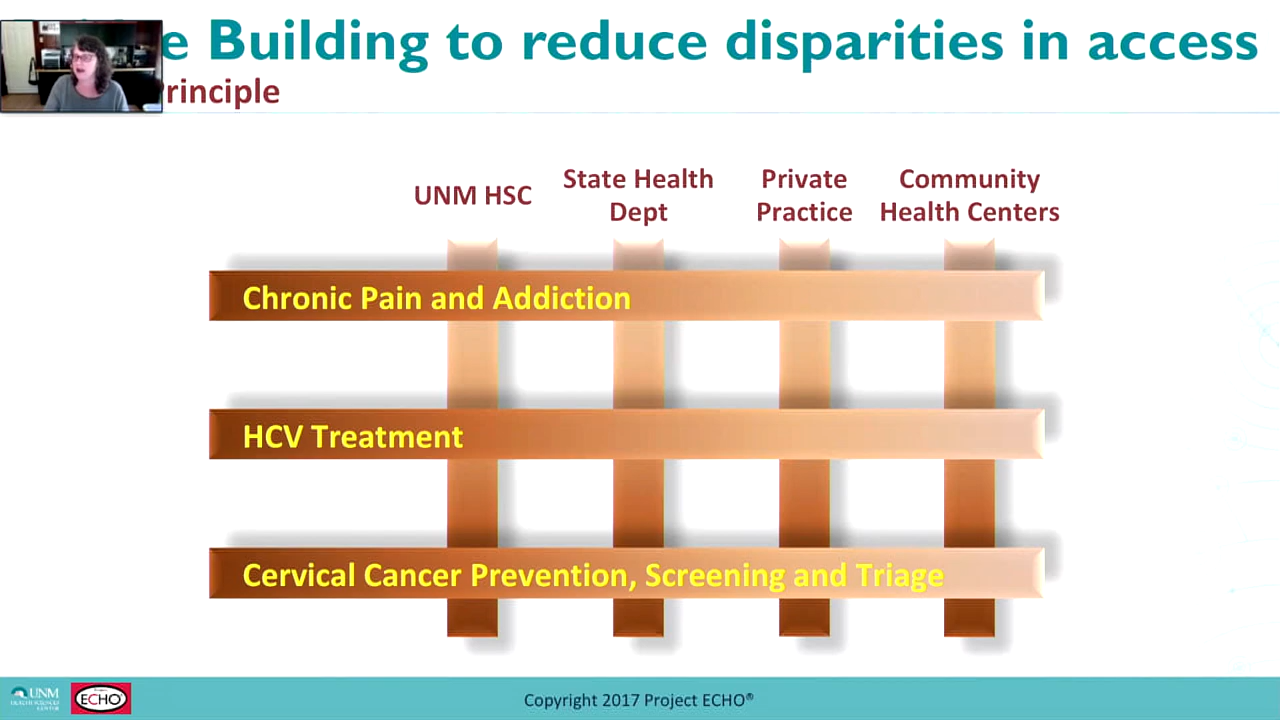 e Building to reduce disparities in access
rinciple
UNM HSC
State Health
Dept
Private
Practice
Community
Health Centers
Chronic Pain and Addiction
HCV Treatment
Cervical Cancer Prevention, Screening and Triage
UNM
HEALTH SCIENCES
CENTER
ECHO
Copyright 2017 Project ECHO®